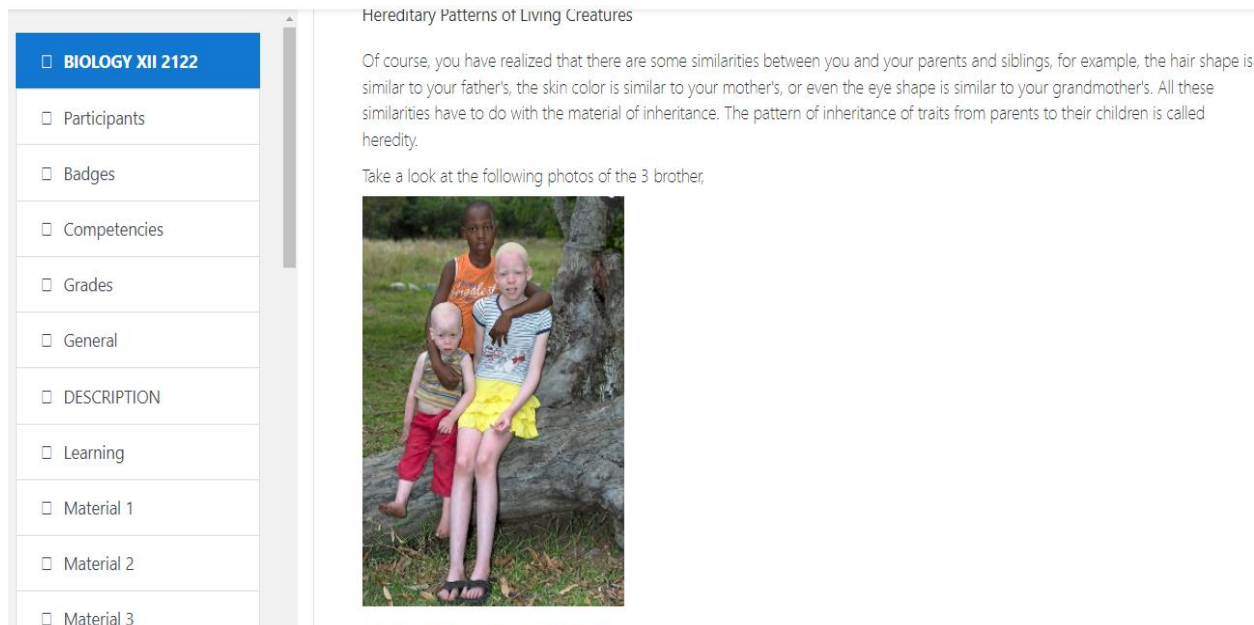 BIOLOGY XII 2122
Participants
Badges
Competencies
Grades
General
DESCRIPTION
Learning
Material 1
Material 2
Material 3
Hereditary Patterns of Living Creatures
Of course, you have realized that there are some similarities between you and your parents and siblings, for example, the hair shape is
similar to your father's, the skin color is similar to your mother's, or even the eye shape is similar to your grandmother's. All these
similarities have to do with the material of inheritance. The pattern of inheritance of traits from parents to their children is called
heredity.
Take a look at the following photos of the 3 brother,